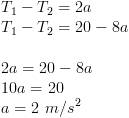 T₁ − T₂ = 2a
T₁ − T₂ = 20 − 8a
2a = 20 − 8a
10a = 20
a = 2 m/s²